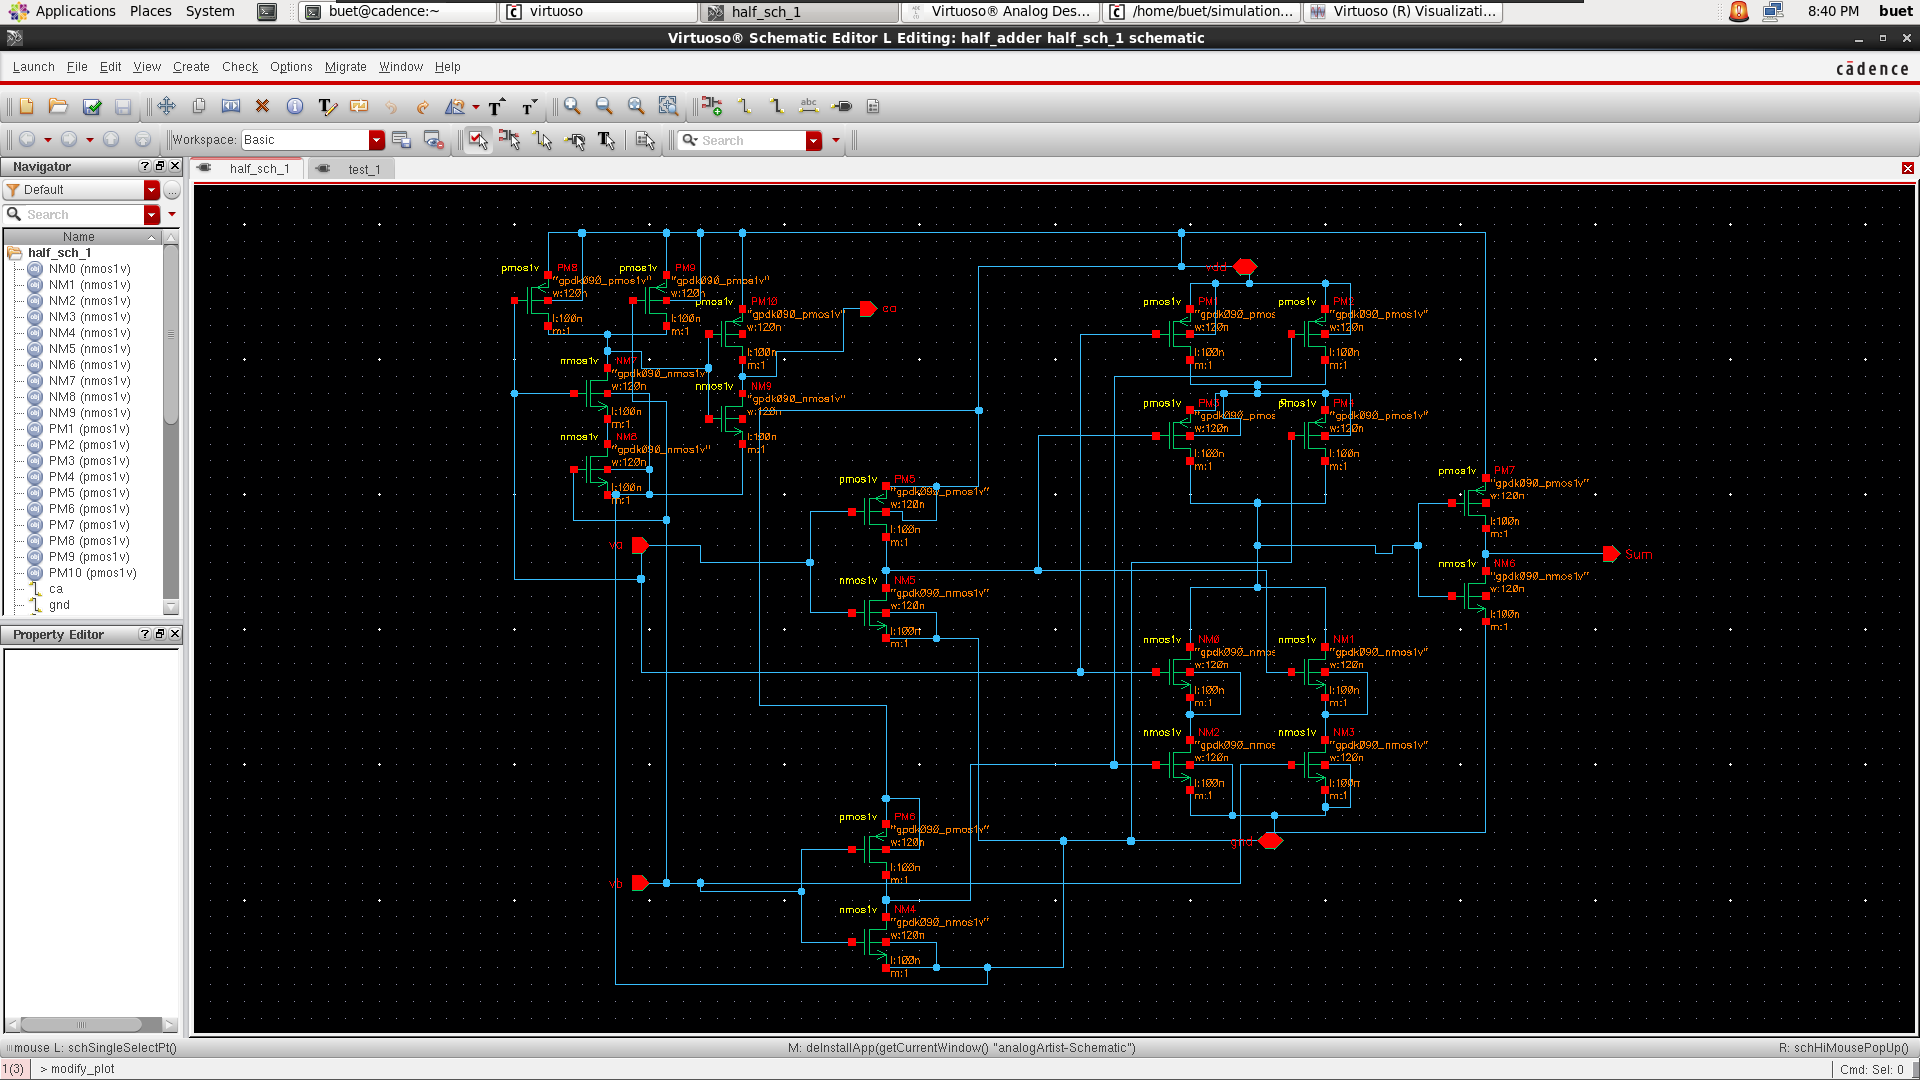 Applications Places System buet@cadence:~ virtuoso half_sch_1 Virtuoso® Analog Des... /home/buet/simulation... Virtuoso (R) Visualizati... 8:40 PM buet
Virtuoso® Schematic Editor L Editing: half_adder half_sch_1 schematic
Launch File Edit View Create Check Options Migrate Window Help cādence
Workspace: Basic Search
Navigator half_sch_1 test_1
Default
Search
Name
half_sch_1
NM0 (nmos1v)
NM1 (nmos1v)
NM2 (nmos1v)
NM3 (nmos1v)
NM4 (nmos1v)
NM5 (nmos1v)
NM6 (nmos1v)
NM7 (nmos1v)
NM8 (nmos1v)
NM9 (nmos1v)
PM1 (pmos1v)
PM2 (pmos1v)
PM3 (pmos1v)
PM4 (pmos1v)
PM5 (pmos1v)
PM6 (pmos1v)
PM7 (pmos1v)
PM8 (pmos1v)
PM9 (pmos1v)
PM10 (pmos1v)
ca
gnd
Property Editor
pmos1v PM8
"gpdk090_pmos1v"
w:120n
l:100n
m:1
pmos1v PM9
"gpdk090_pmos1v"
w:120n
l:100n
m:1
pmos1v PM10
"gpdk090_pmos1v"
w:120n
l:100n
m:1
ca
nmos1v NM7
"gpdk090_nmos1v"
w:120n
l:100n
m:1
nmos1v NM9
"gpdk090_nmos1v"
w:120n
l:100n
m:1
nmos1v NM8
"gpdk090_nmos1v"
w:120n
l:100n
m:1
va
pmos1v PM5
"gpdk090_pmos1v"
w:120n
l:100n
m:1
nmos1v NM5
"gpdk090_nmos1v"
w:120n
l:100n
m:1
vdd
pmos1v PM1
"gpdk090_pmos
w:120n
l:100n
m:1
pmos1v PM2
"gpdk090_pmos1v"
w:120n
l:100n
m:1
pmos1v PM3
"gpdk090_pmos
w:120n
l:100n
m:1
pmos1v PM4
"gpdk090_pmos1v"
w:120n
l:100n
m:1
pmos1v PM7
"gpdk090_pmos1v"
w:120n
l:100n
m:1
Sum
nmos1v NM6
"gpdk090_nmos1v"
w:120n
l:100n
m:1
nmos1v NM0
"gpdk090_nmos
w:120n
l:100n
m:1
nmos1v NM1
"gpdk090_nmos1v"
w:120n
l:100n
m:1
nmos1v NM2
"gpdk090_nmos
w:120n
l:100n
m:1
nmos1v NM3
"gpdk090_nmos1v"
w:120n
l:100n
m:1
gnd
pmos1v PM6
"gpdk090_pmos1v"
w:120n
l:100n
m:1
vb
nmos1v NM4
"gpdk090_nmos1v"
w:120n
l:100n
m:1
mouse L: schSingleSelectPt() M: deInstallApp(getCurrentWindow() "analogArtist-Schematic") R: schHiMousePopUp()
1(3) > modify_plot Cmd: Sel: 0